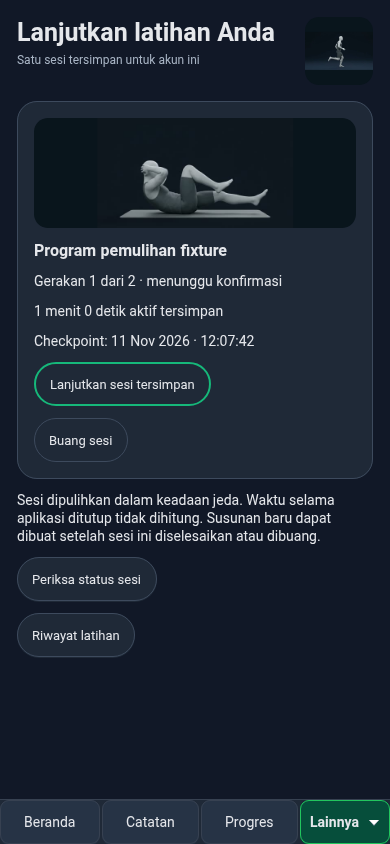 Lanjutkan latihan Anda
Satu sesi tersimpan untuk akun ini
Program pemulihan fixture
Gerakan 1 dari 2 · menunggu konfirmasi
1 menit 0 detik aktif tersimpan
Checkpoint: 11 Nov 2026 · 12:07:42
Lanjutkan sesi tersimpan
Buang sesi
Sesi dipulihkan dalam keadaan jeda. Waktu selama
aplikasi ditutup tidak dihitung. Susunan baru dapat
dibuat setelah sesi ini diselesaikan atau dibuang.
Periksa status sesi
Riwayat latihan
Beranda
Catatan
Progres
Lainnya